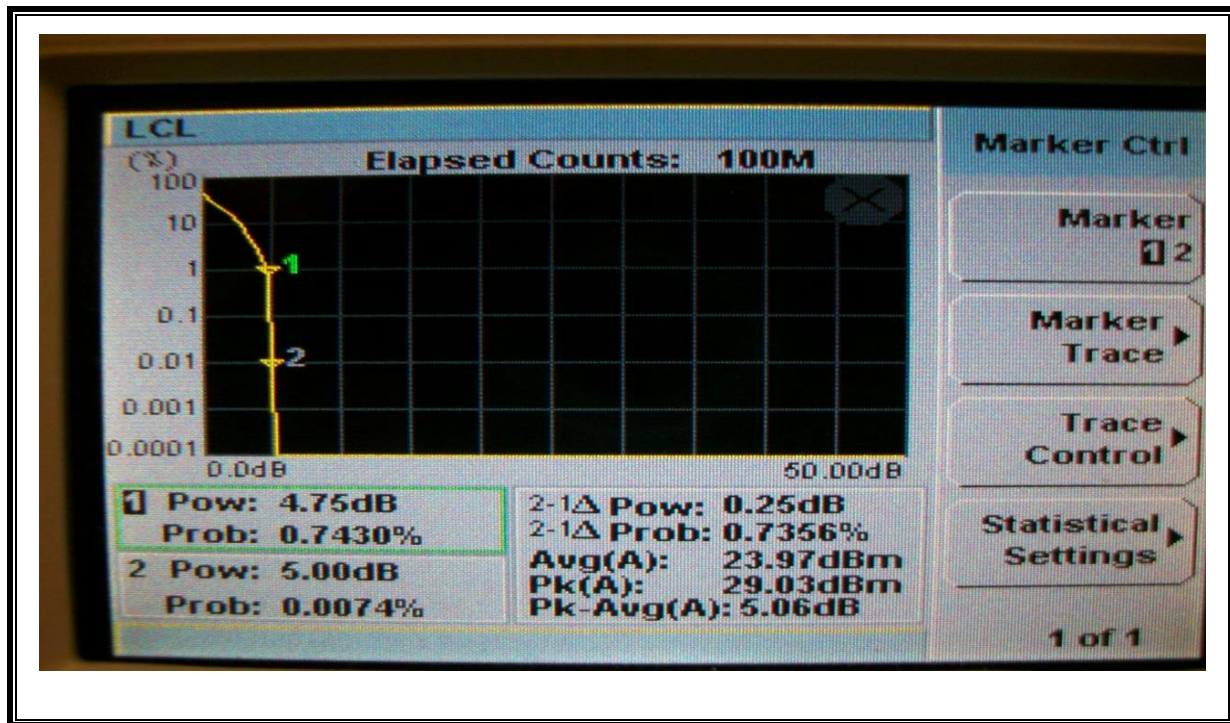 LCL
(%)
Elapsed Counts: 100M
100
10
1
0.1
0.01
0.001
0.0001
1
2
0.0dB
50.00dB
1 Pow: 4.75dB
Prob: 0.7430%
2 Pow: 5.00dB
Prob: 0.0074%
2-1Δ Pow: 0.25dB
2-1Δ Prob: 0.7356%
Avg(A): 23.97dBm
Pk(A): 29.03dBm
Pk-Avg(A): 5.06dB
Marker Ctrl
Marker
1 2
Marker
Trace
Trace
Control
Statistical
Settings
1 of 1